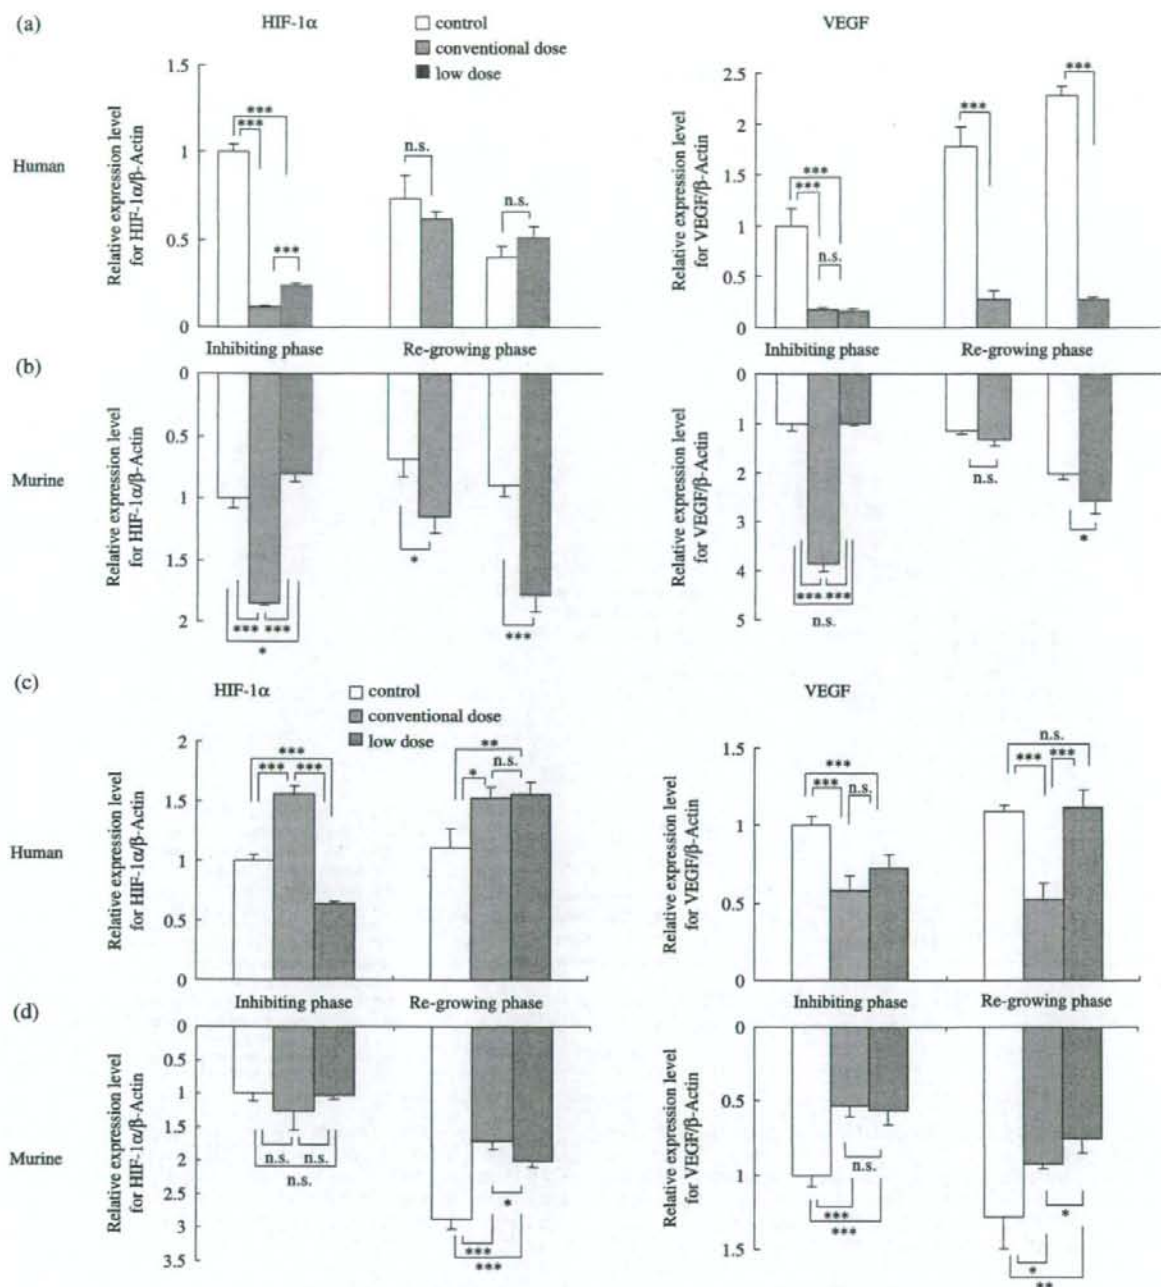 (a)
HIF-1α
control
conventional dose
low dose
VEGF
Human
Relative expression level
for HIF-1α/β-Actin
1.5
1
0.5
0
***
***
***
n.s.
n.s.
Relative expression level
for VEGF/β-Actin
2.5
2
1.5
1
0.5
0
***
***
n.s.
***
***
Inhibiting phase
Re-growing phase
Inhibiting phase
Re-growing phase
(b)
Murine
Relative expression level
for HIF-1α/β-Actin
0
0.5
1
1.5
2
*** ***
*
*
***
Relative expression level
for VEGF/β-Actin
0
1
2
3
4
5
*** ***
n.s.
n.s.
*
(c)
HIF-1α
control
conventional dose
low dose
VEGF
Human
Relative expression level
for HIF-1α/β-Actin
2
1.5
1
0.5
0
***
*** ***
**
* n.s.
Relative expression level
for VEGF/β-Actin
1.5
1
0.5
0
***
*** n.s.
n.s.
*** ***
Inhibiting phase
Re-growing phase
Inhibiting phase
Re-growing phase
(d)
Murine
Relative expression level
for HIF-1α/β-Actin
0
0.5
1
1.5
2
2.5
3
3.5
n.s. n.s.
n.s.
*
***
***
Relative expression level
for VEGF/β-Actin
0
0.5
1
1.5
n.s.
***
***
*
*
**